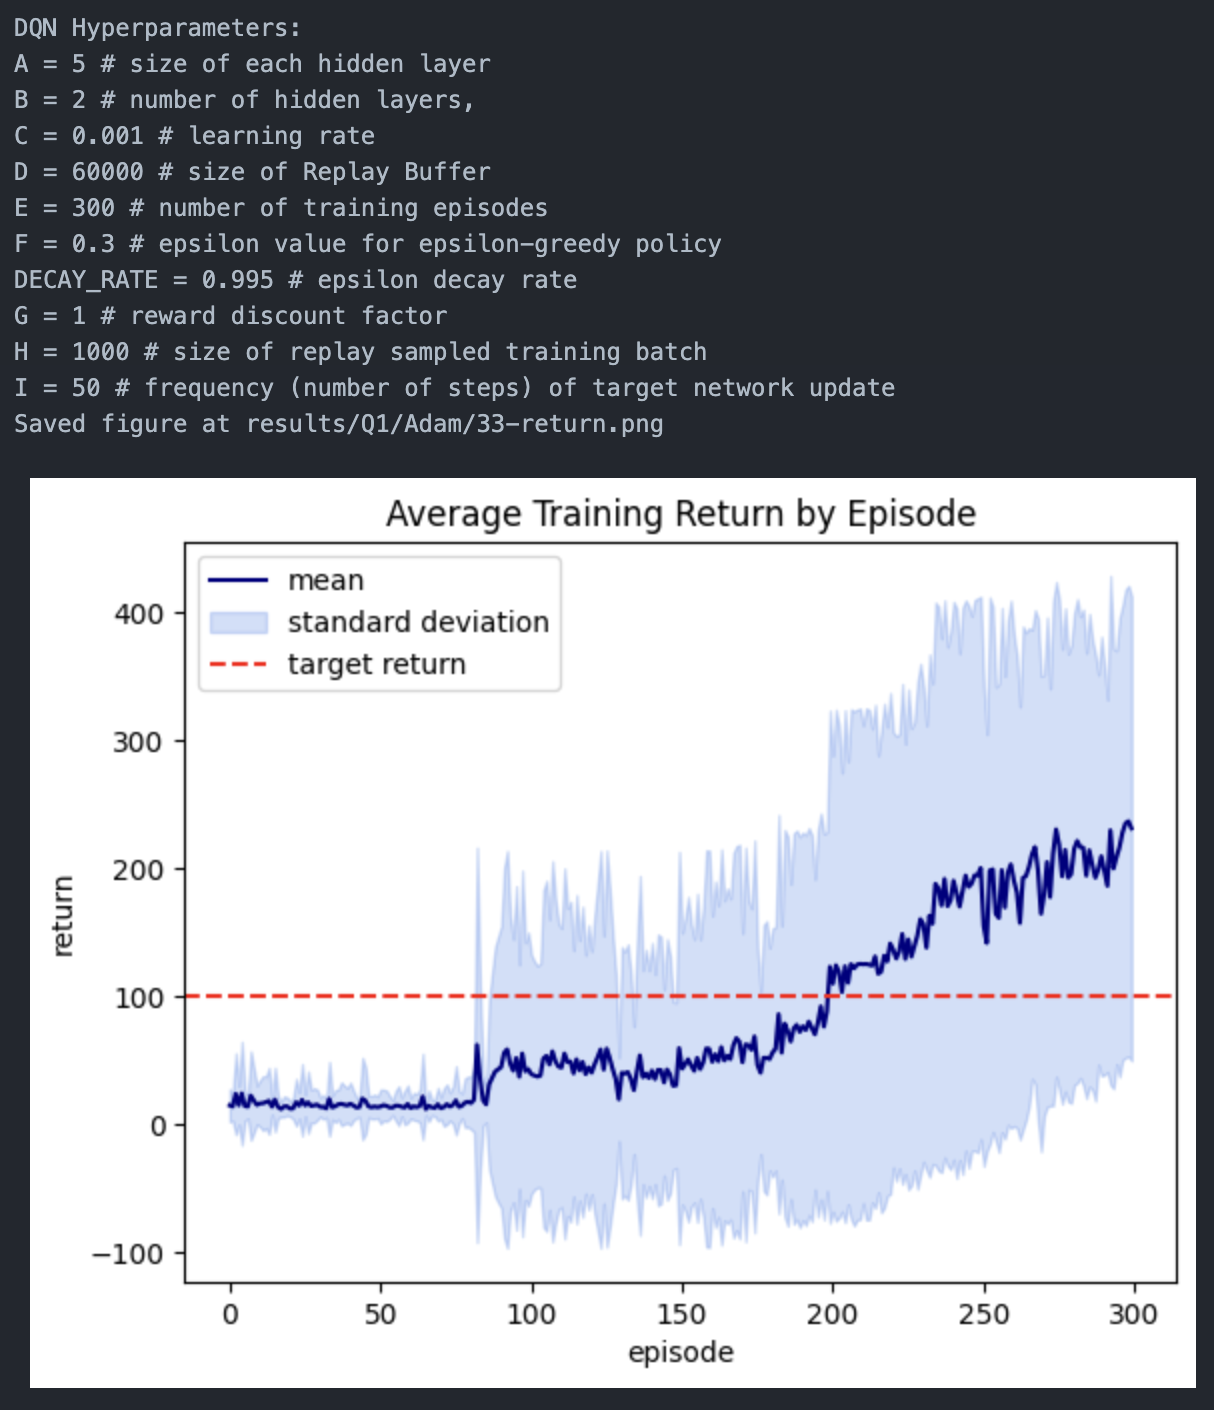 DQN Hyperparameters:
A = 5 # size of each hidden layer
B = 2 # number of hidden layers,
C = 0.001 # learning rate
D = 60000 # size of Replay Buffer
E = 300 # number of training episodes
F = 0.3 # epsilon value for epsilon-greedy policy
DECAY_RATE = 0.995 # epsilon decay rate
G = 1 # reward discount factor
H = 1000 # size of replay sampled training batch
I = 50 # frequency (number of steps) of target network update
Saved figure at results/Q1/Adam/33-return.png
Average Training Return by Episode
mean
standard deviation
target return
400
300
200
100
0
−100
return
0 50 100 150 200 250 300
episode